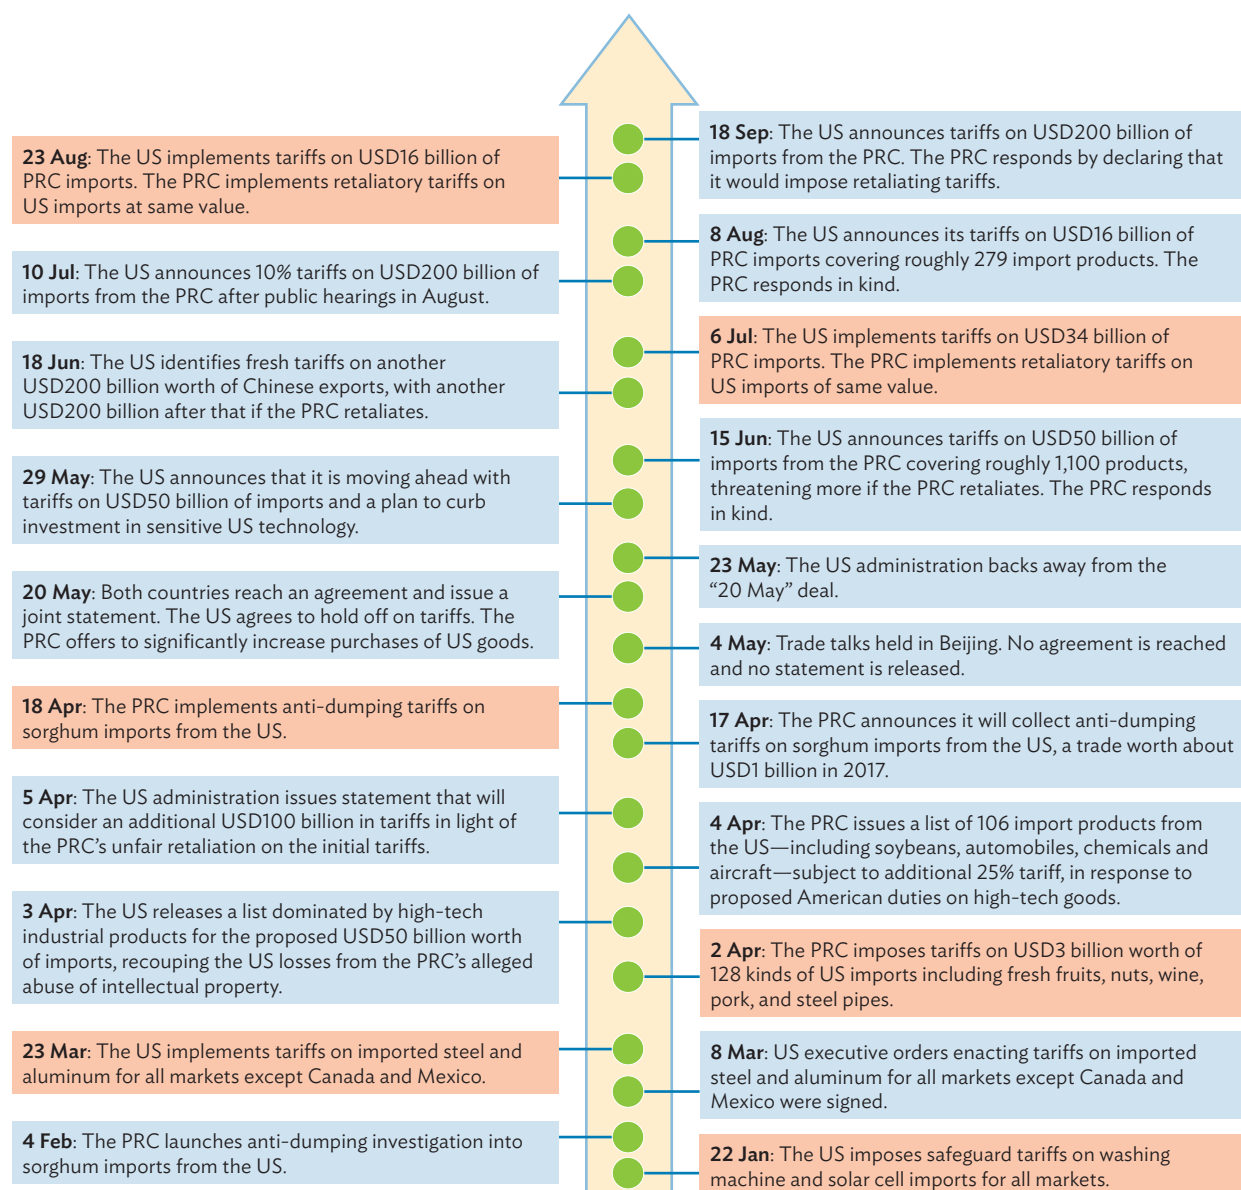 23 Aug: The US implements tariffs on USD16 billion of
PRC imports. The PRC implements retaliatory tariffs on
US imports at same value.
10 Jul: The US announces 10% tariffs on USD200 billion of
imports from the PRC after public hearings in August.
18 Jun: The US identifies fresh tariffs on another
USD200 billion worth of Chinese exports, with another
USD200 billion after that if the PRC retaliates.
29 May: The US announces that it is moving ahead with
tariffs on USD50 billion of imports and a plan to curb
investment in sensitive US technology.
20 May: Both countries reach an agreement and issue a
joint statement. The US agrees to hold off on tariffs. The
PRC offers to significantly increase purchases of US goods.
18 Apr: The PRC implements anti-dumping tariffs on
sorghum imports from the US.
5 Apr: The US administration issues statement that will
consider an additional USD100 billion in tariffs in light of
the PRC's unfair retaliation on the initial tariffs.
3 Apr: The US releases a list dominated by high-tech
industrial products for the proposed USD50 billion worth
of imports, recouping the US losses from the PRC's alleged
abuse of intellectual property.
23 Mar: The US implements tariffs on imported steel and
aluminum for all markets except Canada and Mexico.
4 Feb: The PRC launches anti-dumping investigation into
sorghum imports from the US.
18 Sep: The US announces tariffs on USD200 billion of
imports from the PRC. The PRC responds by declaring that
it would impose retaliating tariffs.
8 Aug: The US announces its tariffs on USD16 billion of
PRC imports covering roughly 279 import products. The
PRC responds in kind.
6 Jul: The US implements tariffs on USD34 billion of
PRC imports. The PRC implements retaliatory tariffs on
US imports of same value.
15 Jun: The US announces tariffs on USD50 billion of
imports from the PRC covering roughly 1,100 products,
threatening more if the PRC retaliates. The PRC responds
in kind.
23 May: The US administration backs away from the
“20 May” deal.
4 May: Trade talks held in Beijing. No agreement is reached
and no statement is released.
17 Apr: The PRC announces it will collect anti-dumping
tariffs on sorghum imports from the US, a trade worth about
USD1 billion in 2017.
4 Apr: The PRC issues a list of 106 import products from
the US—including soybeans, automobiles, chemicals and
aircraft—subject to additional 25% tariff, in response to
proposed American duties on high-tech goods.
2 Apr: The PRC imposes tariffs on USD3 billion worth of
128 kinds of US imports including fresh fruits, nuts, wine,
pork, and steel pipes.
8 Mar: US executive orders enacting tariffs on imported
steel and aluminum for all markets except Canada and
Mexico were signed.
22 Jan: The US imposes safeguard tariffs on washing
machine and solar cell imports for all markets.